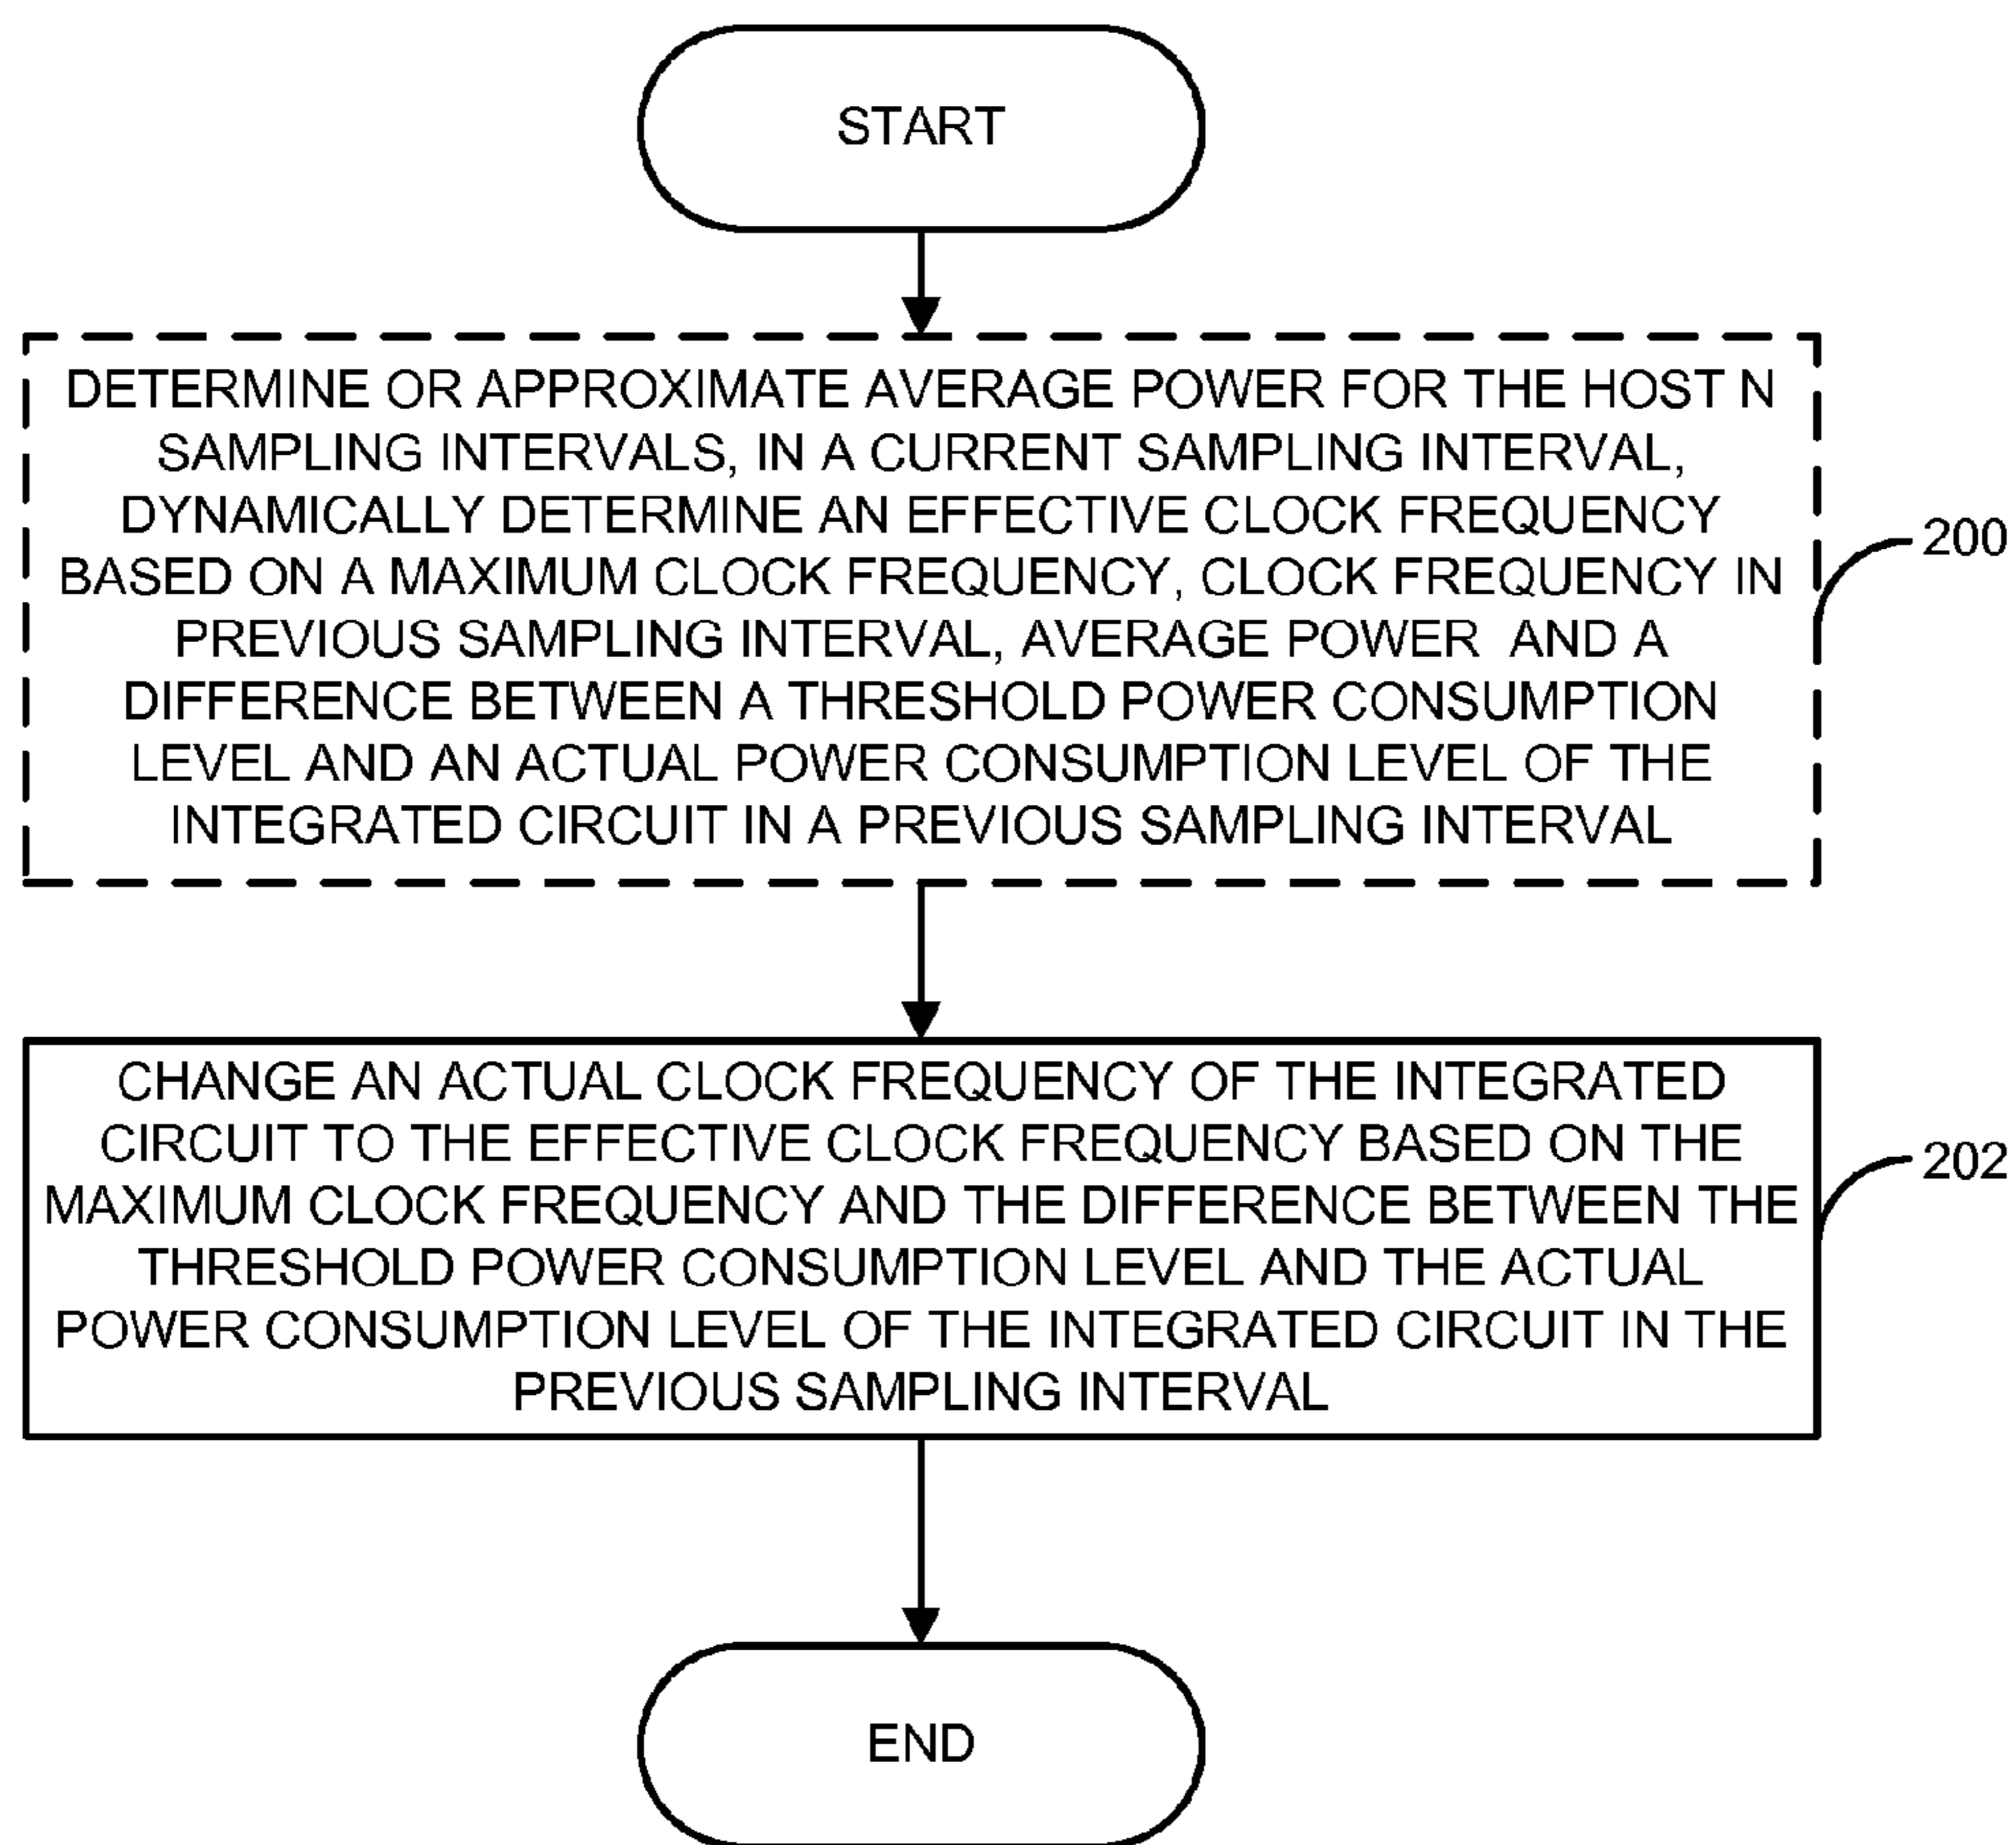 START
DETERMINE OR APPROXIMATE AVERAGE POWER FOR THE HOST N
SAMPLING INTERVALS, IN A CURRENT SAMPLING INTERVAL,
DYNAMICALLY DETERMINE AN EFFECTIVE CLOCK FREQUENCY
BASED ON A MAXIMUM CLOCK FREQUENCY, CLOCK FREQUENCY IN
PREVIOUS SAMPLING INTERVAL, AVERAGE POWER AND A
DIFFERENCE BETWEEN A THRESHOLD POWER CONSUMPTION
LEVEL AND AN ACTUAL POWER CONSUMPTION LEVEL OF THE
INTEGRATED CIRCUIT IN A PREVIOUS SAMPLING INTERVAL
200
CHANGE AN ACTUAL CLOCK FREQUENCY OF THE INTEGRATED
CIRCUIT TO THE EFFECTIVE CLOCK FREQUENCY BASED ON THE
MAXIMUM CLOCK FREQUENCY AND THE DIFFERENCE BETWEEN THE
THRESHOLD POWER CONSUMPTION LEVEL AND THE ACTUAL
POWER CONSUMPTION LEVEL OF THE INTEGRATED CIRCUIT IN THE
PREVIOUS SAMPLING INTERVAL
202
END